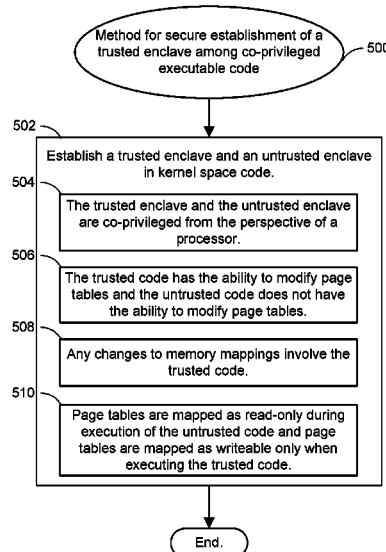 Method for secure establishment of a
trusted enclave among co-privileged
executable code
500
502
Establish a trusted enclave and an untrusted enclave
in kernel space code.
504
The trusted enclave and the untrusted enclave
are co-privileged from the perspective of a
processor.
506
The trusted code has the ability to modify page
tables and the untrusted code does not have
the ability to modify page tables.
508
Any changes to memory mappings involve the
trusted code.
510
Page tables are mapped as read-only during
execution of the untrusted code and page
tables are mapped as writeable only when
executing the trusted code.
End.